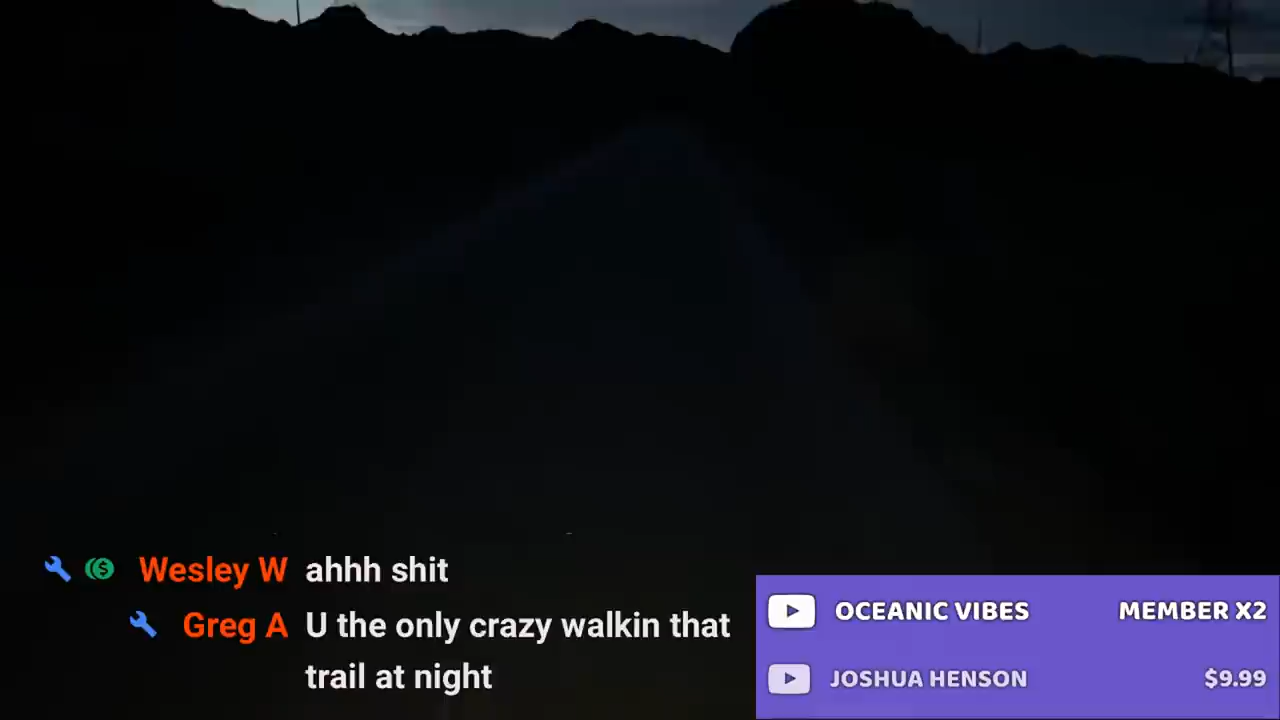 Wesley W ahhh shit
Greg A U the only crazy walkin that
trail at night
OCEANIC VIBES MEMBER X2
JOSHUA HENSON $9.99